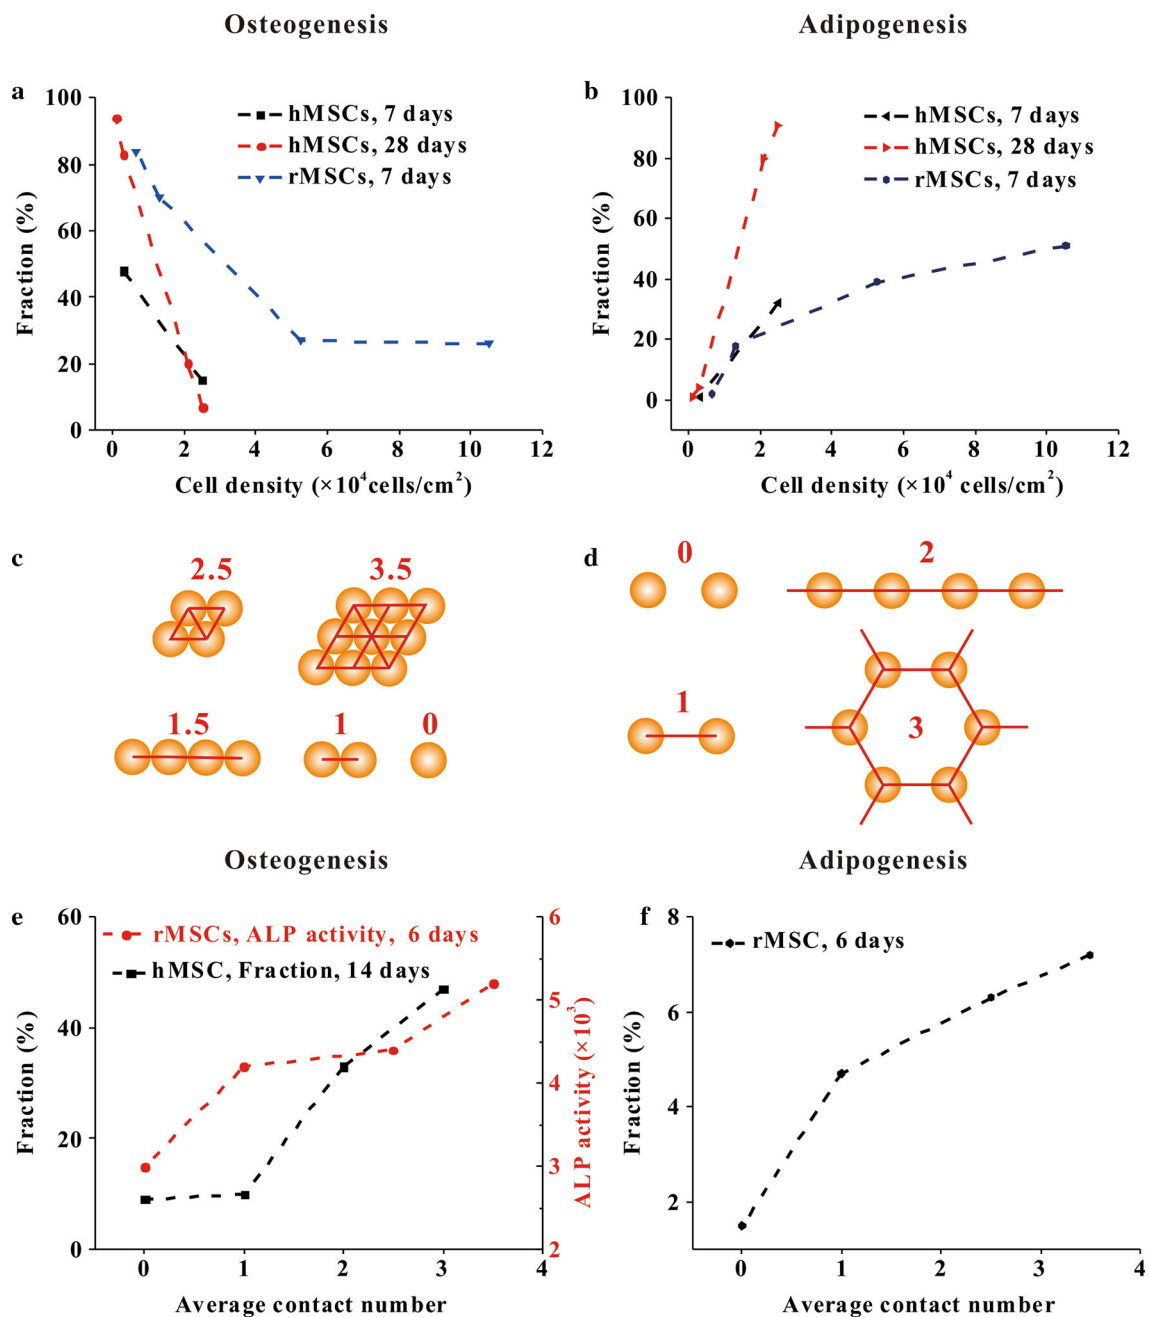 Osteogenesis
Adipogenesis
a
100
80
60
40
20
0
Fraction (%)
hMSCs, 7 days
hMSCs, 28 days
rMSCs, 7 days
0 2 4 6 8 10 12
Cell density (×10⁴cells/cm²)
b
100
80
60
40
20
0
Fraction (%)
hMSCs, 7 days
hMSCs, 28 days
rMSCs, 7 days
0 2 4 6 8 10 12
Cell density (×10⁴ cells/cm²)
c
2.5
3.5
1.5
1
0
d
0
2
1
3
Osteogenesis
Adipogenesis
e
60
40
20
0
Fraction (%)
rMSCs, ALP activity, 6 days
hMSC, Fraction, 14 days
6
5
4
3
2
ALP activity (×10³)
0 1 2 3 4
Average contact number
f
8
6
4
2
Fraction (%)
rMSC, 6 days
0 1 2 3 4
Average contact number